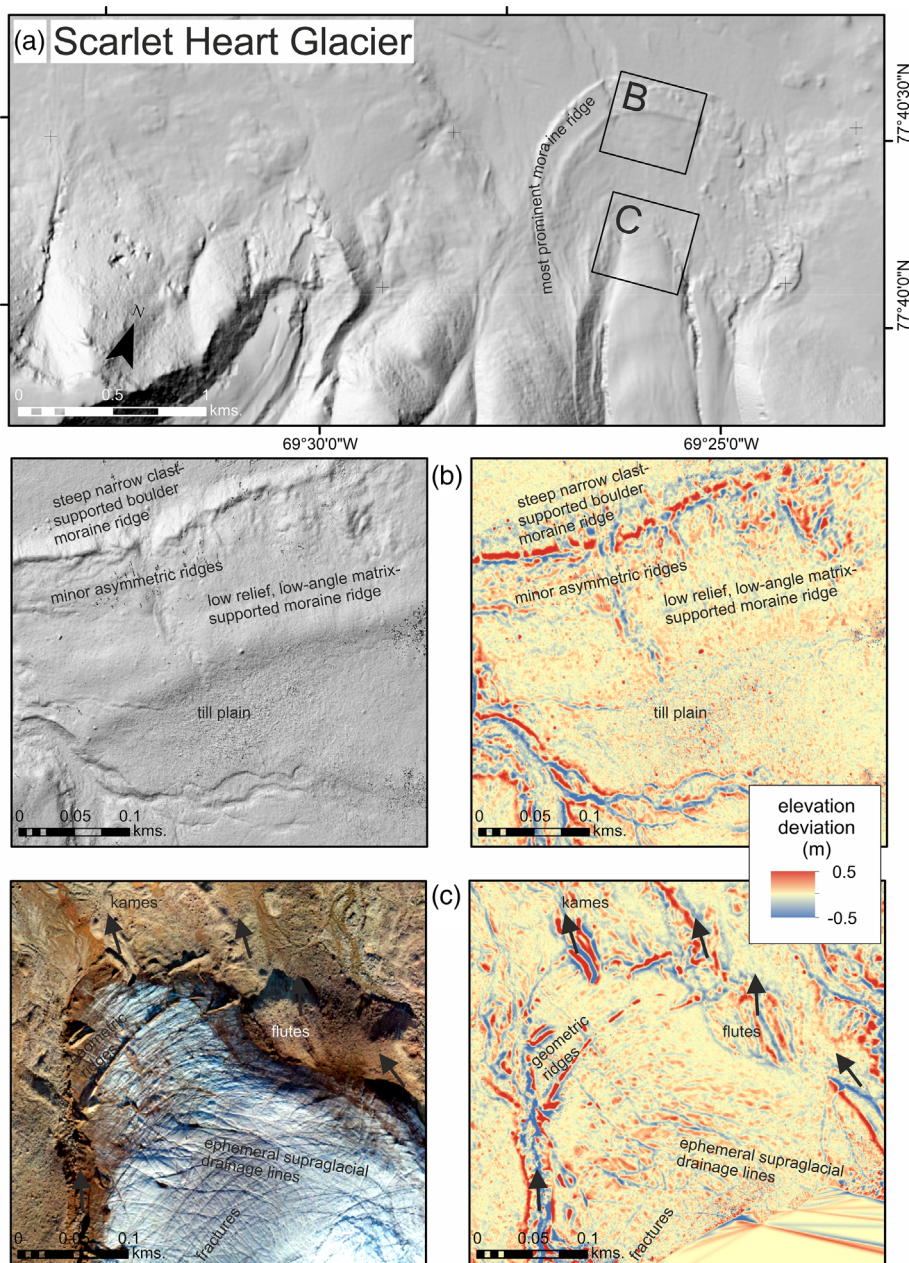 (a) Scarlet Heart Glacier
B
C
most prominent moraine ridge
N
0 0.5 1
kms.
77°40'30"N
77°40'0"N
69°30'0"W
69°25'0"W
(b)
steep narrow clast-
supported boulder
moraine ridge
minor asymmetric ridges
low relief, low-angle matrix-
supported moraine ridge
till plain
0 0.05 0.1
kms.
steep narrow clast-
supported boulder
moraine ridge
minor asymmetric ridges
low relief, low-angle matrix-
supported moraine ridge
till plain
0 0.05 0.1
kms.
elevation
deviation
(m)
0.5
-0.5
(c)
kames
geometric
ridges
flutes
ephemeral supraglacial
drainage lines
fractures
0 0.05 0.1
kms.
kames
geometric
ridges
flutes
ephemeral supraglacial
drainage lines
fractures
0 0.05 0.1
kms.